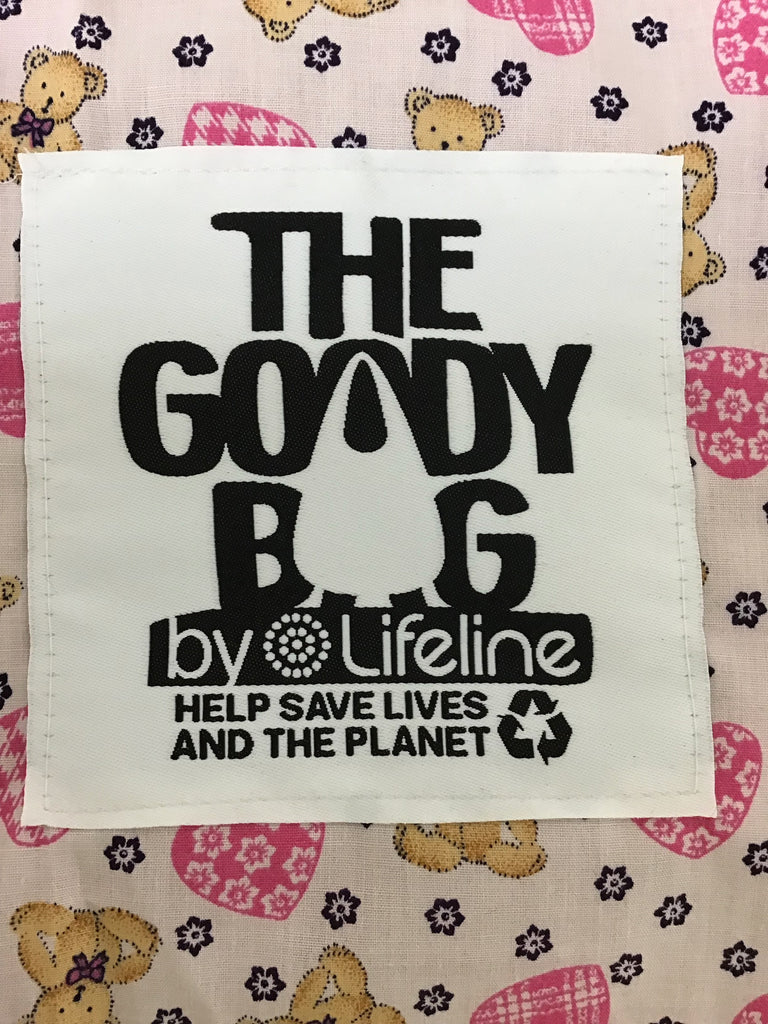 THE
GOODY
BAG
by Lifeline
HELP SAVE LIVES
AND THE PLANET